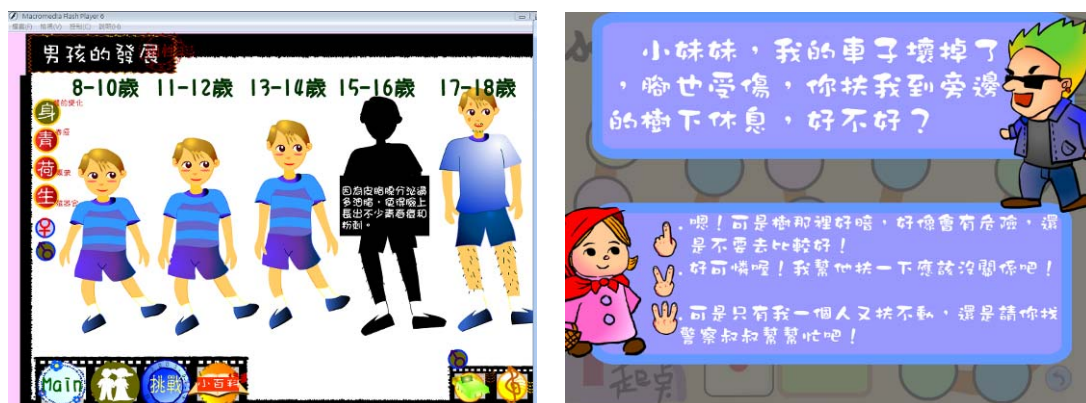 Macromedia Flash Player 6
檔案(F) 檢視(V) 控制(C) 說明(H)
男孩的發展
8-10歲 11-12歲 13-14歲 15-16歲 17-18歲
身
青
荷
生
因為皮脂腺分泌過
多油脂,使得臉上
長出不少青春痘和
粉刺。
Main
挑戰
小百科
小妹妹,我的車子壞掉了
,腳也受傷,你扶我到旁邊
的樹下休息,好不好?
.嗯!可是樹那裡好暗,好像會有危險,還
是不要去比較好!
.好可憐喔!我幫他扶一下應該沒關係吧!
.可是只有我一個人又扶不動,還是請你找
警察叔叔幫幫忙吧!
起點